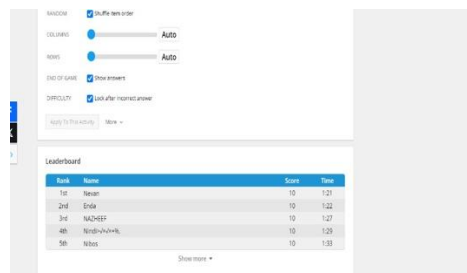 RANDOM Shuffle item order
COLUMNS Auto
ROWS Auto
END OF GAME Show answers
DIFFICULTY Lock after incorrect answer
Apply To This Activity More
Leaderboard
Rank Name Score Time
1st Nevan 10 1:21
2nd Enda 10 1:22
3rd NAZHEEF 10 1:27
4th 10 1:29
5th Nibos 10 1:33
Show more